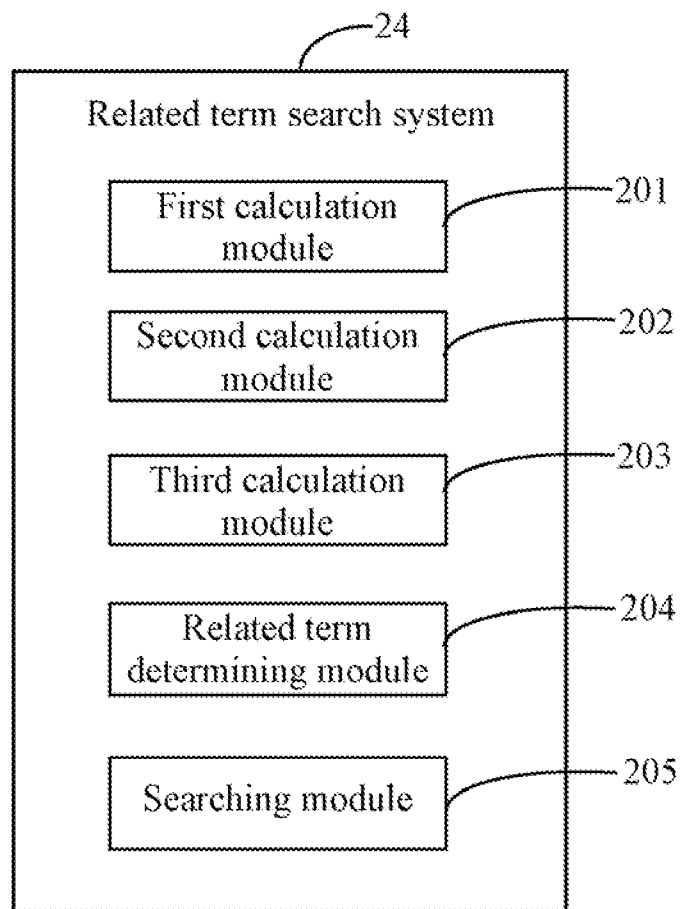 24
Related term search system
First calculation
module
201
Second calculation
module
202
Third calculation
module
203
Related term
determining module
204
Searching module
205